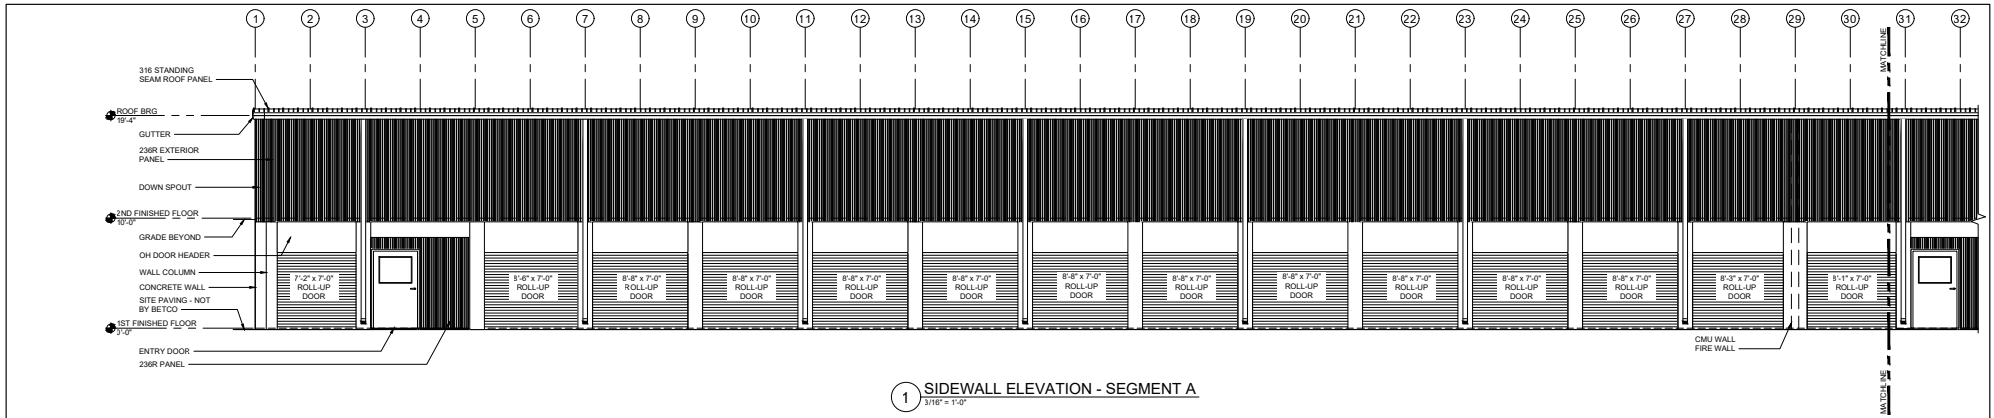 1 2 3 4 5 6 7 8 9 10 11 12 13 14 15 16 17 18 19 20 21 22 23 24 25 26 27 28 29 30 31 32
MATCHLINE
316 STANDING
SEAM ROOF PANEL
ROOF BRG
19'-4"
GUTTER
236R EXTERIOR
PANEL
DOWN SPOUT
2ND FINISHED FLOOR
10'-0"
GRADE BEYOND
OH DOOR HEADER
WALL COLUMN
CONCRETE WALL
SITE PAVING - NOT
BY BETCO
1ST FINISHED FLOOR
0'-0"
ENTRY DOOR
236R PANEL
7'-2" x 7'-0"
ROLL-UP
DOOR
8'-6" x 7'-0"
ROLL-UP
DOOR
8'-8" x 7'-0"
ROLL-UP
DOOR
8'-8" x 7'-0"
ROLL-UP
DOOR
8'-8" x 7'-0"
ROLL-UP
DOOR
8'-8" x 7'-0"
ROLL-UP
DOOR
8'-8" x 7'-0"
ROLL-UP
DOOR
8'-8" x 7'-0"
ROLL-UP
DOOR
8'-8" x 7'-0"
ROLL-UP
DOOR
8'-8" x 7'-0"
ROLL-UP
DOOR
8'-8" x 7'-0"
ROLL-UP
DOOR
8'-8" x 7'-0"
ROLL-UP
DOOR
8'-3" x 7'-0"
ROLL-UP
DOOR
8'-1" x 7'-0"
ROLL-UP
DOOR
CMU WALL
FIRE WALL
MATCHLINE
1 SIDEWALL ELEVATION - SEGMENT A
3/16" = 1'-0"